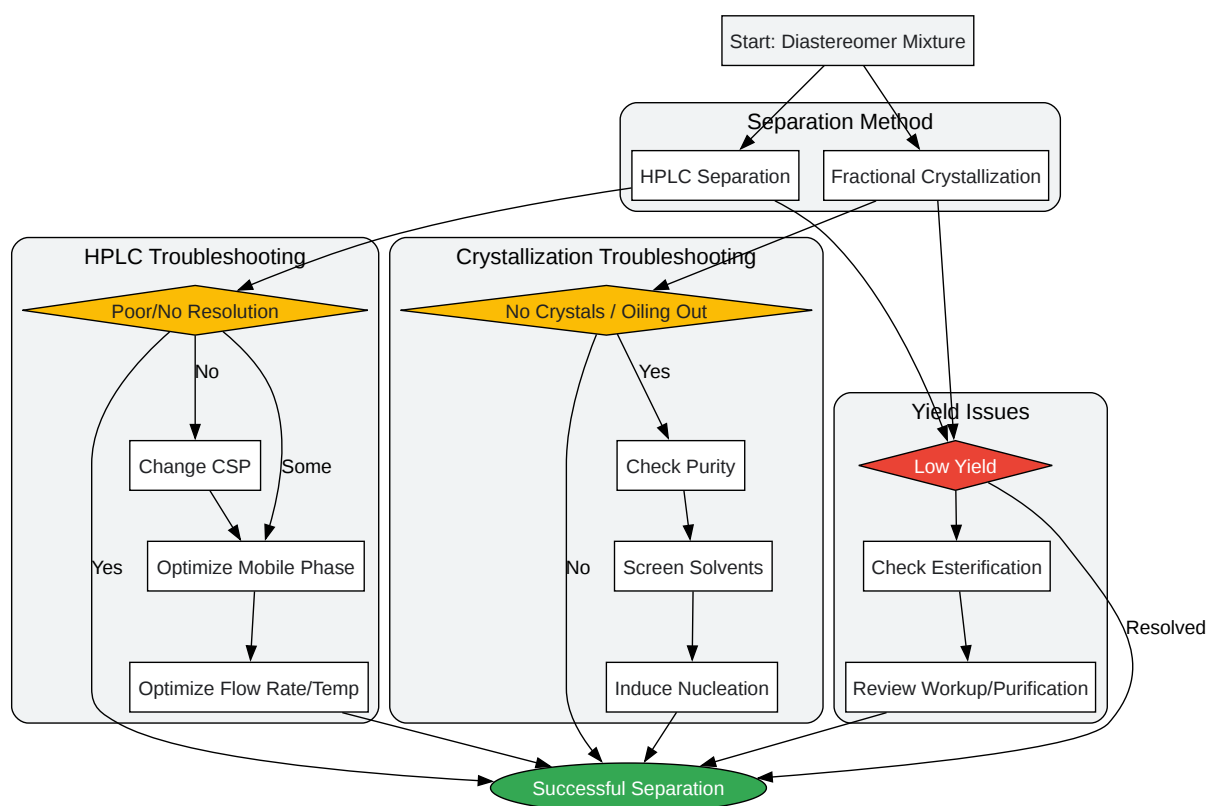 Start: Diastereomer Mixture
Separation Method
HPLC Separation
Fractional Crystallization
HPLC Troubleshooting
Crystallization Troubleshooting
Poor/No Resolution
No Crystals / Oiling Out
No
Yes
Yield Issues
Change CSP
Some
Check Purity
Low Yield
Yes
Optimize Mobile Phase
No
Screen Solvents
Check Esterification
Resolved
Optimize Flow Rate/Temp
Induce Nucleation
Review Workup/Purification
Successful Separation